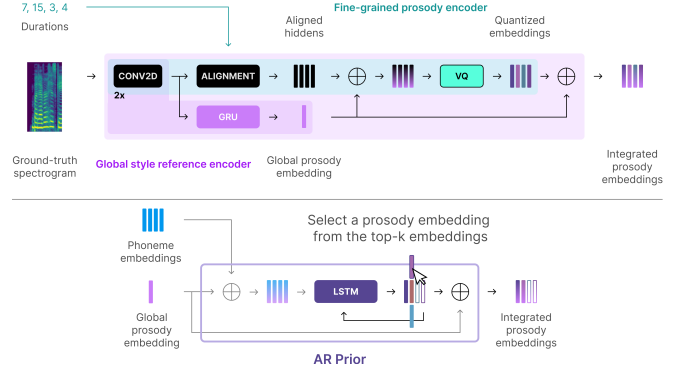 7, 15, 3, 4
Fine-grained prosody encoder
Durations
Aligned
hiddens
Quantized
embeddings
CONV2D
ALIGNMENT
VQ
2x
GRU
Ground-truth
spectrogram
Global style reference encoder
Global prosody
embedding
Integrated
prosody
embeddings
Select a prosody embedding
from the top-k embeddings
Phoneme
embeddings
LSTM
Global
prosody
embedding
Integrated
prosody
embeddings
AR Prior